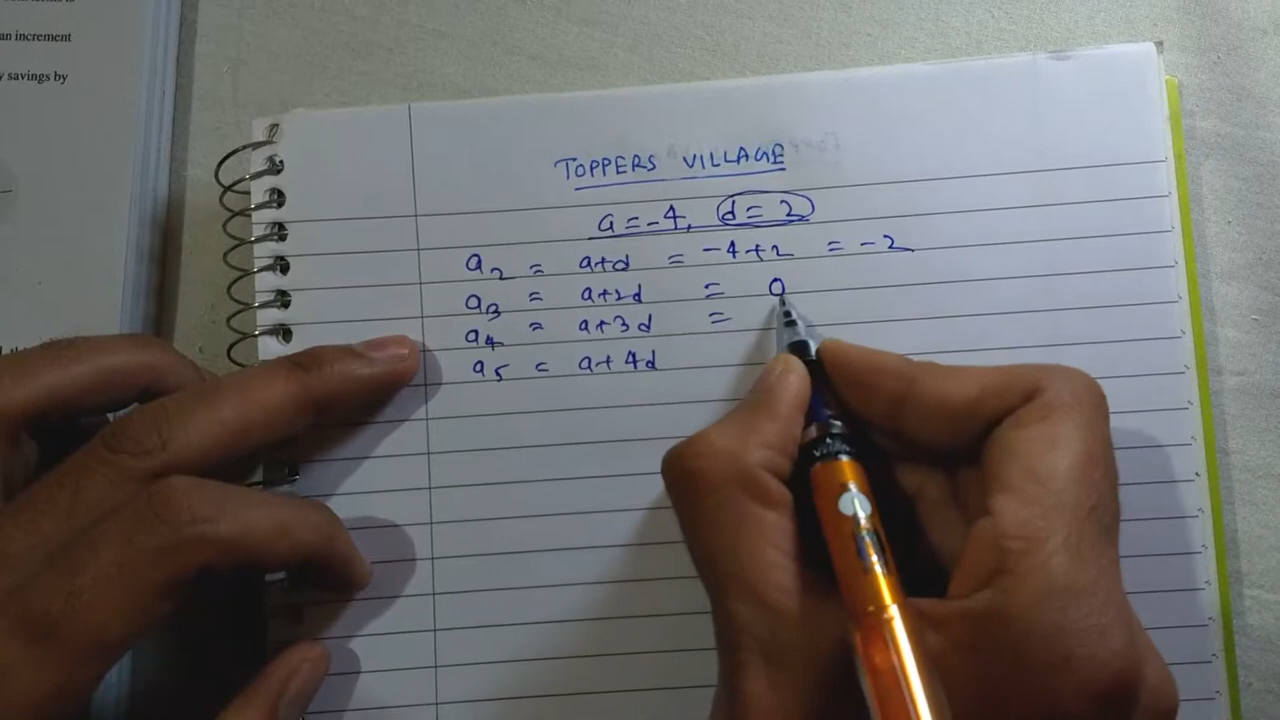 an increment
savings by
TOPPERS VILLAGE
a = -4, d = 2
a₂ = a+d = -4+2 = -2
a₃ = a+2d = 0
a₄ = a+3d =
a₅ = a+4d